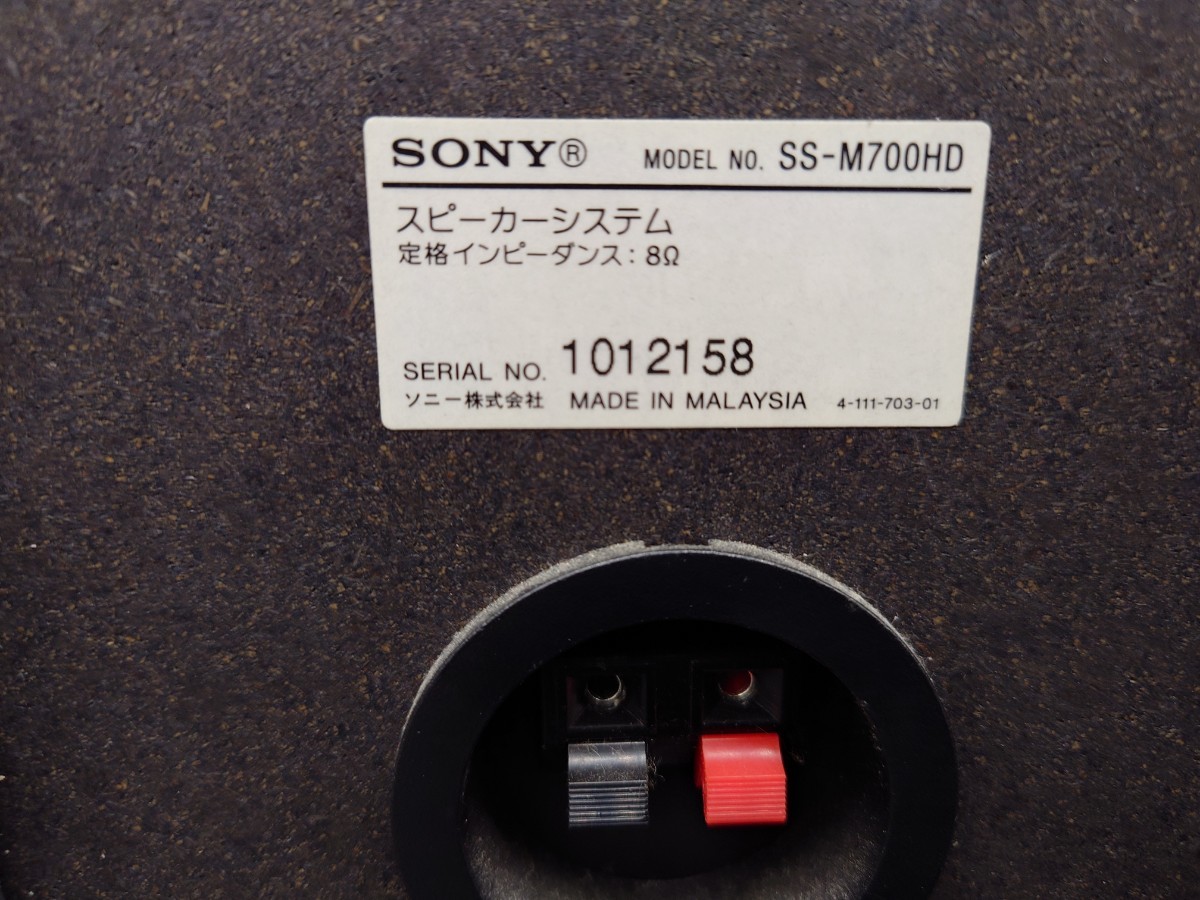 SONY® MODEL NO. SS-M700HD
スピーカーシステム
定格インピーダンス: 8Ω
SERIAL NO. 1012158
ソニー株式会社 MADE IN MALAYSIA 4-111-703-01